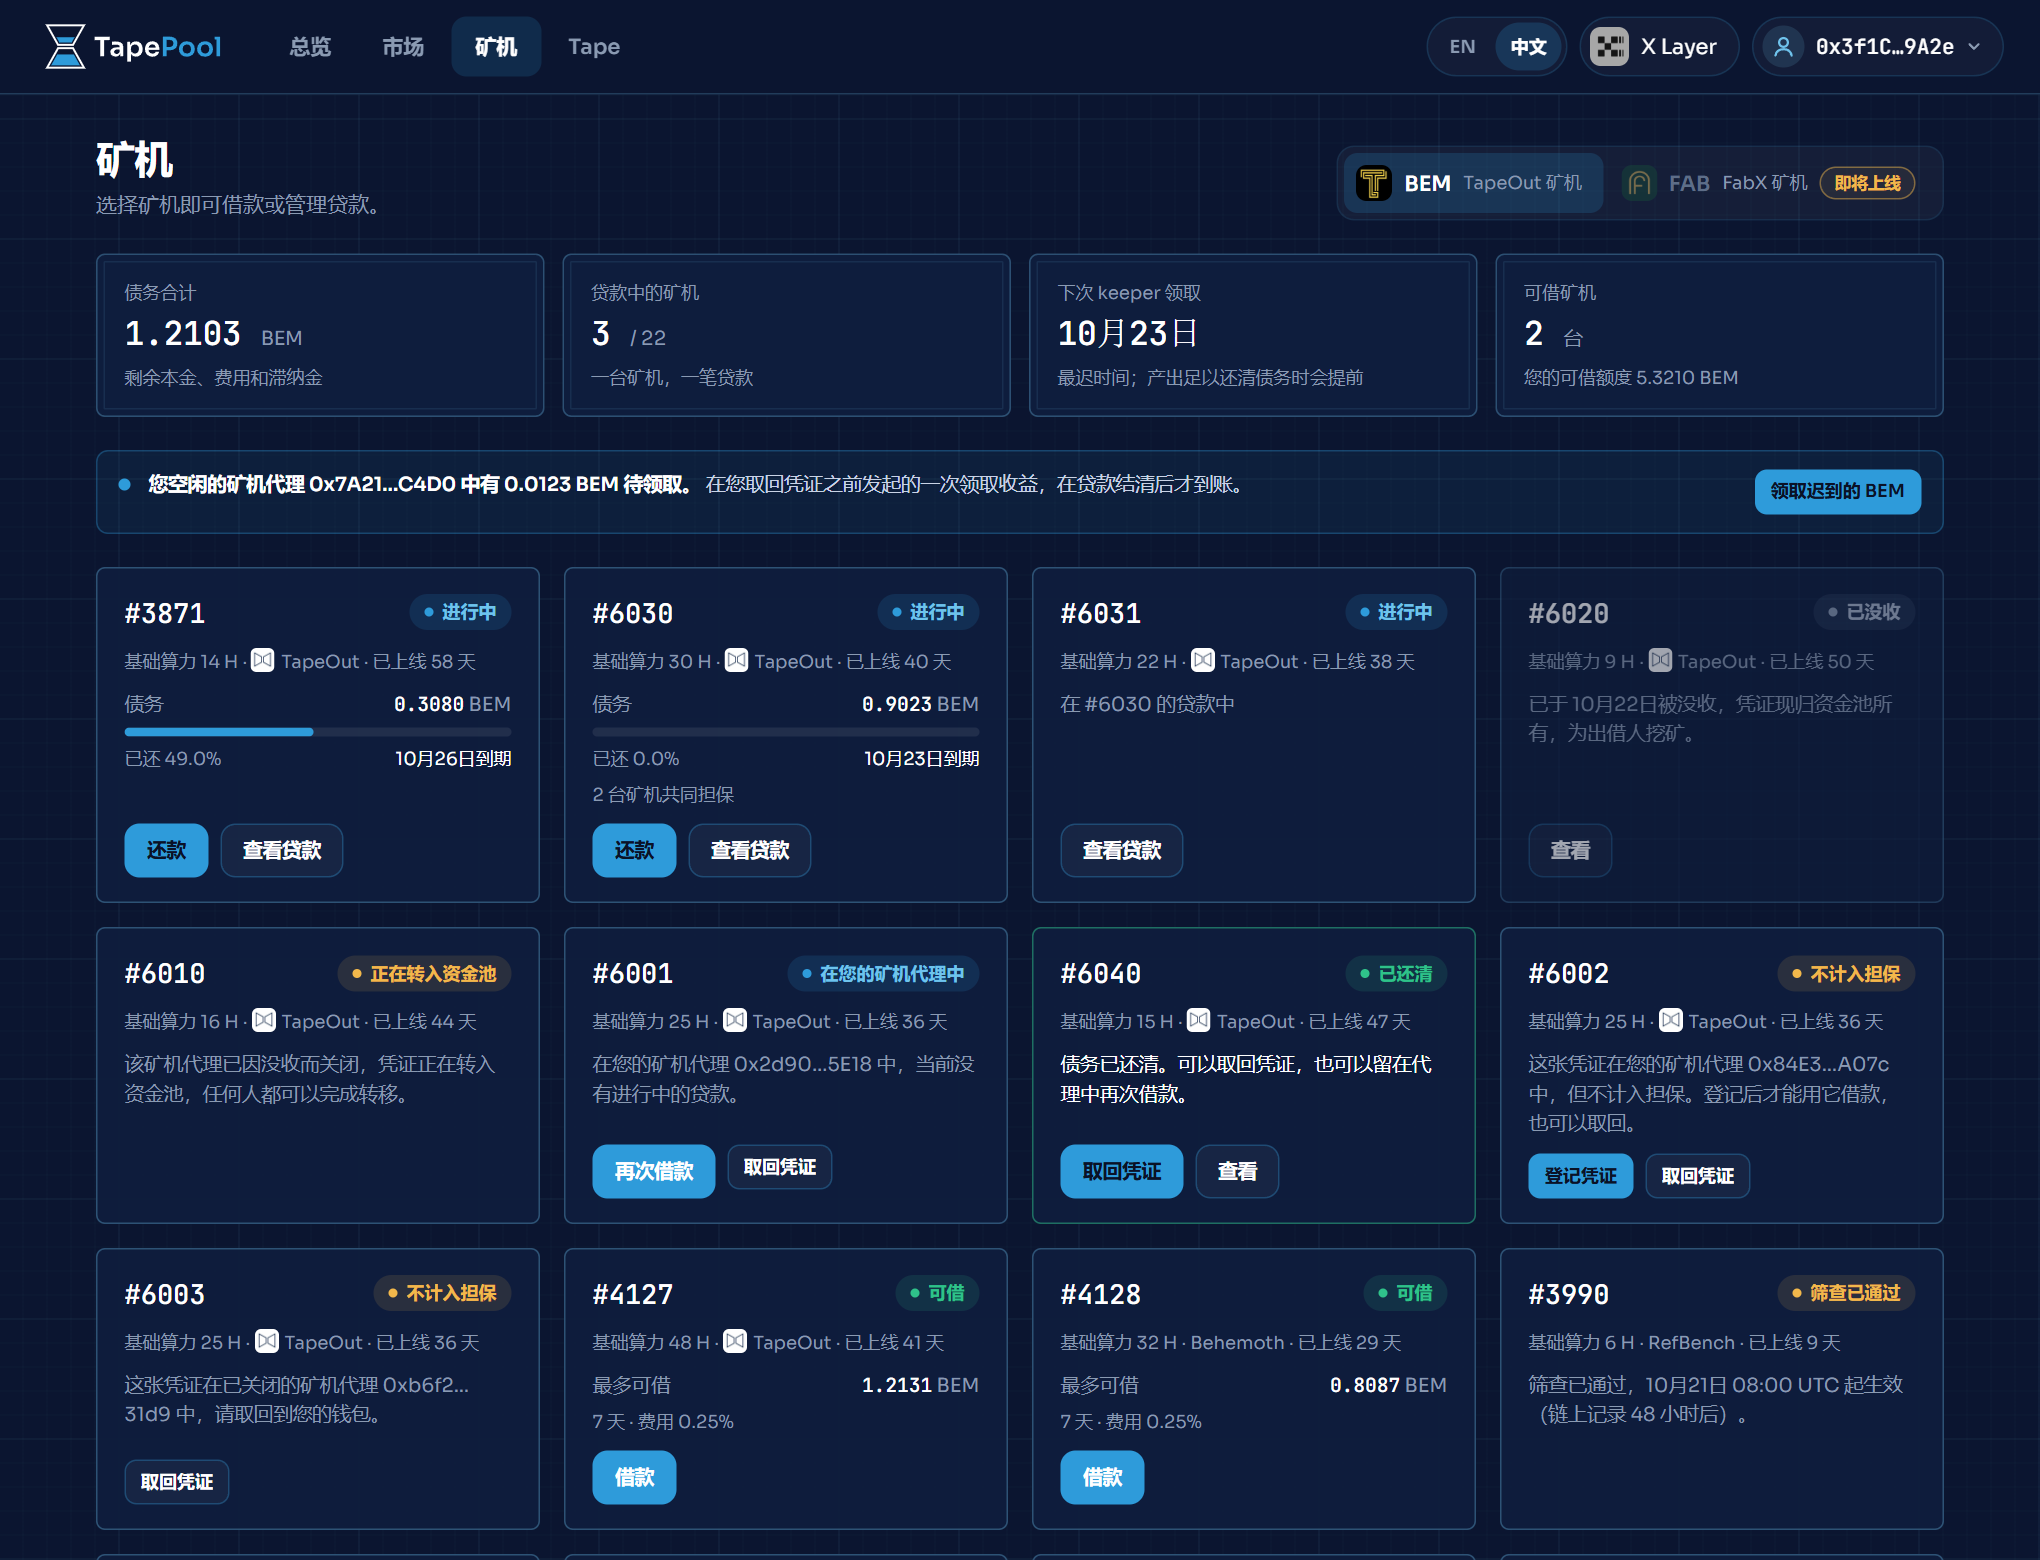 TapePool
总览
市场
矿机
Tape
EN
中文
X Layer
0x3f1C…9A2e
矿机
选择矿机即可借款或管理贷款。
BEM TapeOut 矿机
FAB FabX 矿机 即将上线
债务合计
1.2103 BEM
剩余本金、费用和滞纳金
贷款中的矿机
3 / 22
一台矿机，一笔贷款
下次 keeper 领取
10月23日
最迟时间；产出足以还清债务时会提前
可借矿机
2 台
您的可借额度 5.3210 BEM
您空闲的矿机代理 0x7A21…C4D0 中有 0.0123 BEM 待领取。 在您取回凭证之前发起的一次领取收益，在贷款结清后才到账。
领取迟到的 BEM
#3871
进行中
基础算力 14 H · TapeOut · 已上线 58 天
债务 0.3080 BEM
已还 49.0% 10月26日到期
还款 查看贷款
#6030
进行中
基础算力 30 H · TapeOut · 已上线 40 天
债务 0.9023 BEM
已还 0.0% 10月23日到期
2 台矿机共同担保
还款 查看贷款
#6031
进行中
基础算力 22 H · TapeOut · 已上线 38 天
在 #6030 的贷款中
查看贷款
#6020
已没收
基础算力 9 H · TapeOut · 已上线 50 天
已于 10月22日被没收，凭证现归资金池所
有，为出借人挖矿。
查看
#6010
正在转入资金池
基础算力 16 H · TapeOut · 已上线 44 天
该矿机代理已因没收而关闭，凭证正在转入
资金池，任何人都可以完成转移。
#6001
在您的矿机代理中
基础算力 25 H · TapeOut · 已上线 36 天
在您的矿机代理 0x2d90…5E18 中，当前没
有进行中的贷款。
再次借款 取回凭证
#6040
已还清
基础算力 15 H · TapeOut · 已上线 47 天
债务已还清。可以取回凭证，也可以留在代
理中再次借款。
取回凭证 查看
#6002
不计入担保
基础算力 25 H · TapeOut · 已上线 36 天
这张凭证在您的矿机代理 0x84E3…A07c
中，但不计入担保。登记后才能用它借款，
也可以取回。
登记凭证 取回凭证
#6003
不计入担保
基础算力 25 H · TapeOut · 已上线 36 天
这张凭证在已关闭的矿机代理 0xb6f2…
31d9 中，请取回到您的钱包。
取回凭证
#4127
可借
基础算力 48 H · TapeOut · 已上线 41 天
最多可借 1.2131 BEM
7 天 · 费用 0.25%
借款
#4128
可借
基础算力 32 H · Behemoth · 已上线 29 天
最多可借 0.8087 BEM
7 天 · 费用 0.25%
借款
#3990
筛查已通过
基础算力 6 H · RefBench · 已上线 9 天
筛查已通过，10月21日 08:00 UTC 起生效
（链上记录 48 小时后）。